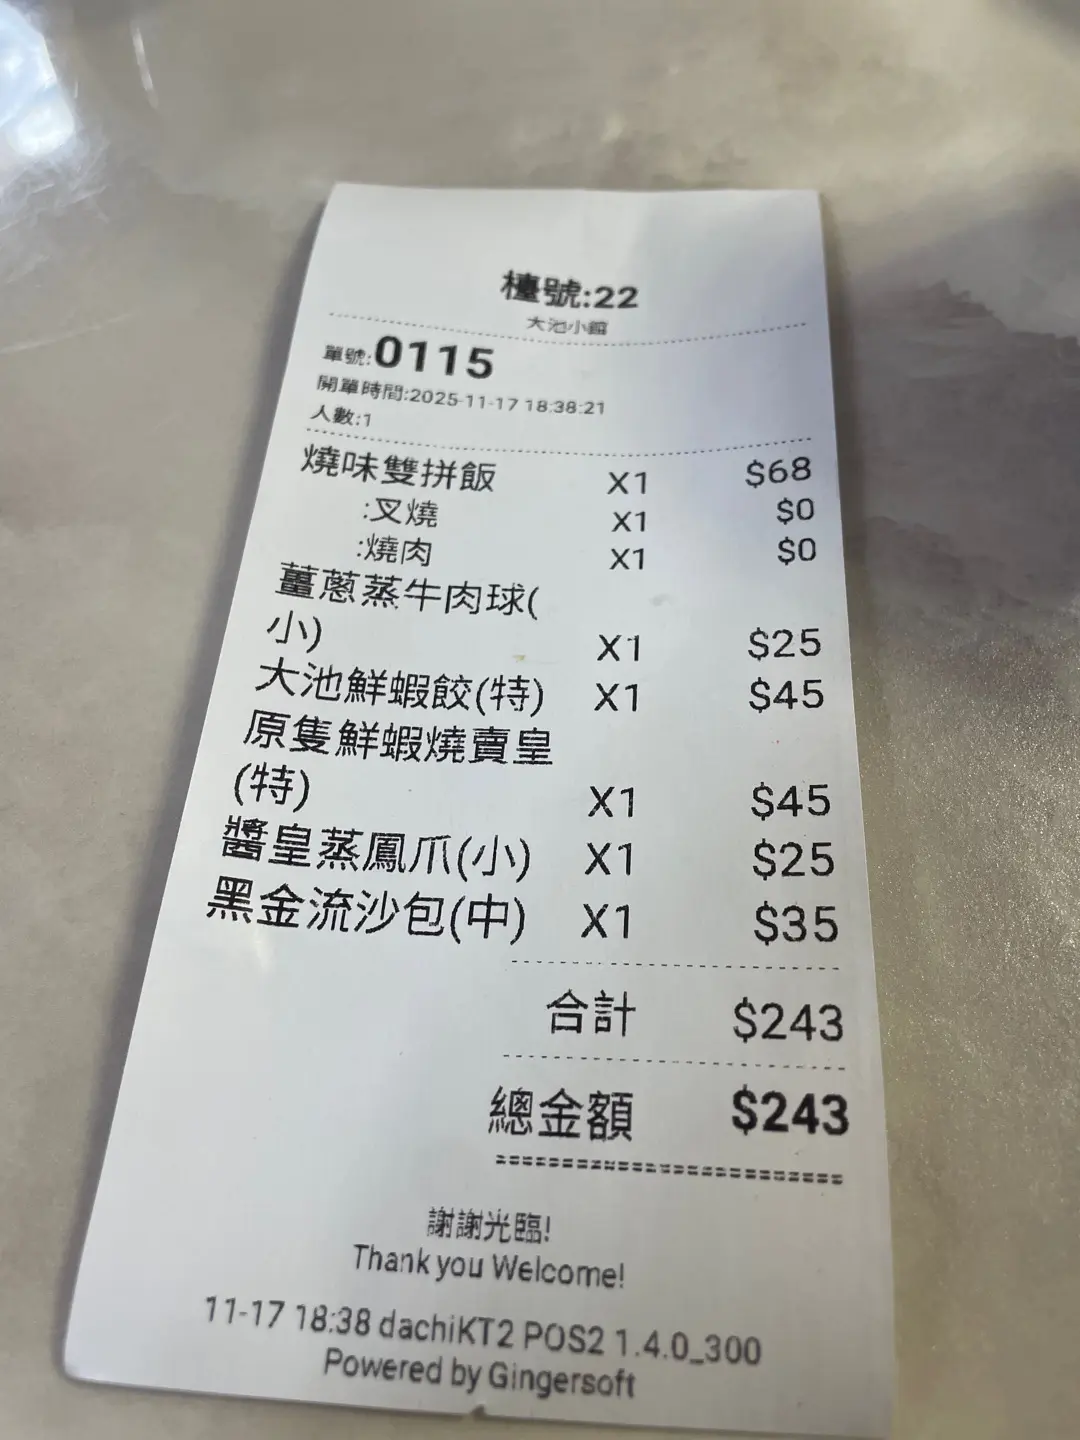 檯號:22
大池小館
單號:0115
開單時間:2025-11-17 18:38:21
人數:1
燒味雙拼飯 X1 $68
:叉燒 X1 $0
:燒肉 X1 $0
薑蔥蒸牛肉球(
小) X1 $25
大池鮮蝦餃(特) X1 $45
原隻鮮蝦燒賣皇
(特) X1 $45
醬皇蒸鳳爪(小) X1 $25
黑金流沙包(中) X1 $35
合計 $243
總金額 $243
謝謝光臨!
Thank you Welcome!
11-17 18:38 dachiKT2 POS2 1.4.0_300
Powered by Gingersoft